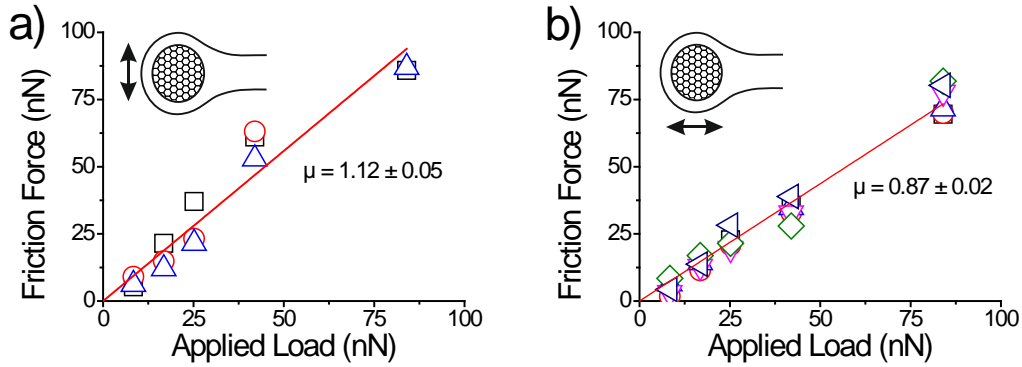 a)
Friction Force (nN)
100
75
50
25
0
μ = 1.12 ± 0.05
0 25 50 75 100
Applied Load (nN)
b)
Friction Force (nN)
100
75
50
25
0
μ = 0.87 ± 0.02
0 25 50 75 100
Applied Load (nN)